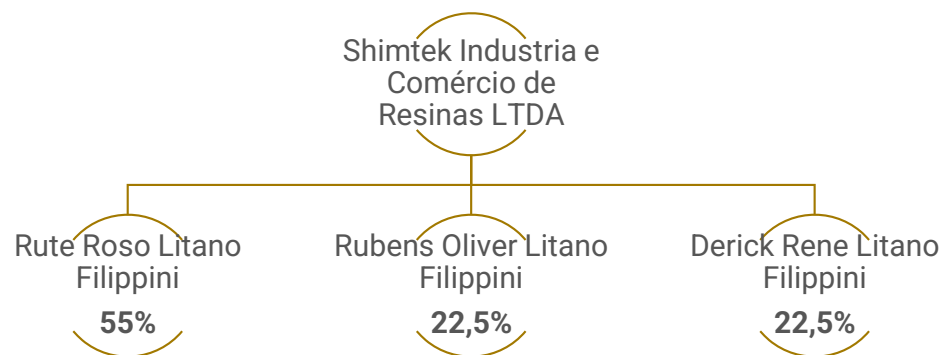 Shimtek Industria e
Comércio de
Resinas LTDA
Rute Roso Litano
Filippini
55%
Rubens Oliver Litano
Filippini
22,5%
Derick Rene Litano
Filippini
22,5%